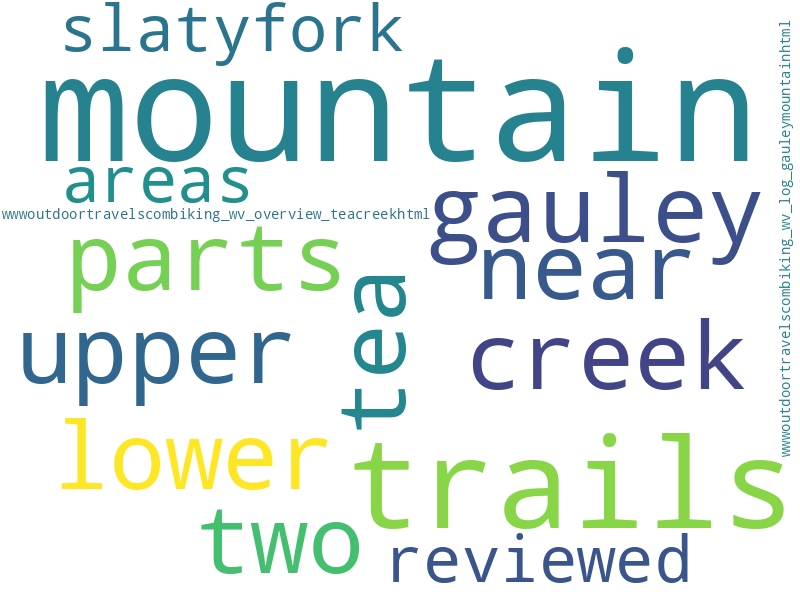 slatyfork
mountain
areas
wwwoutdoortravelscombiking_wv_overview_teacreekhtml
gauley
parts
near
tea
upper
creek
lower
trails
two
reviewed
wwwoutdoortravelscombiking_wv_log_gauleymountainhtml